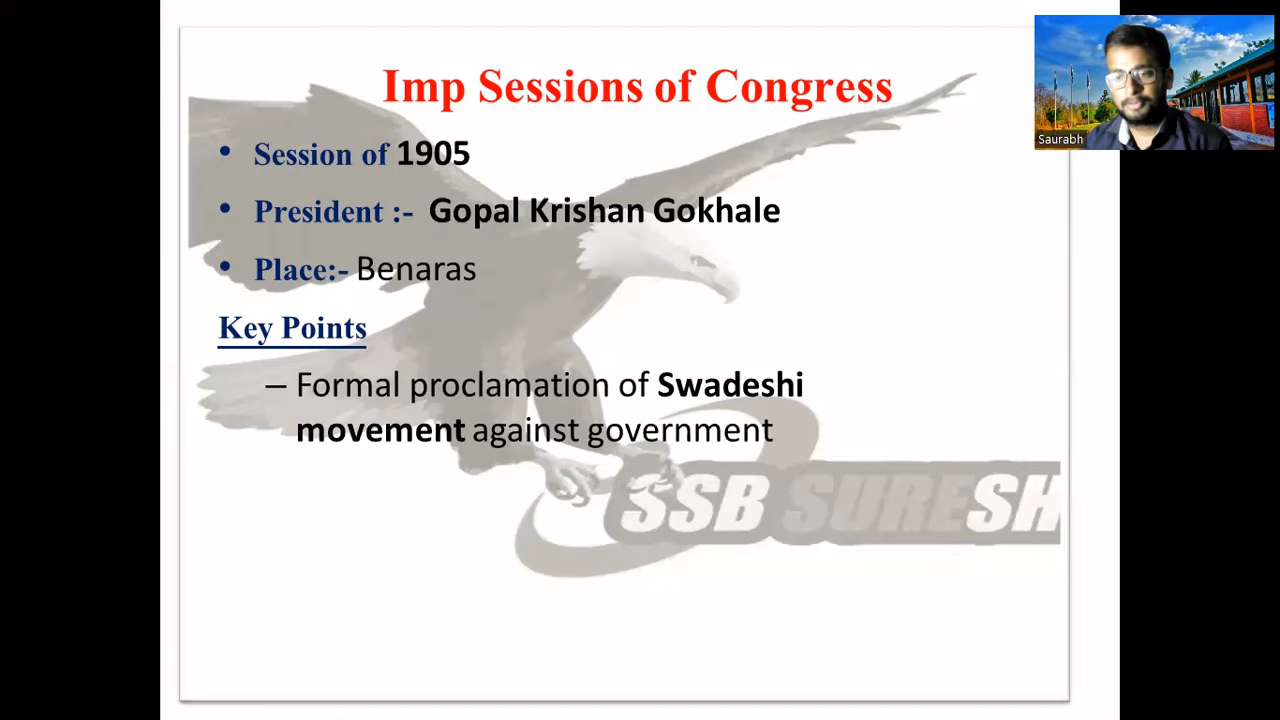 Imp Sessions of Congress
• Session of 1905
• President :- Gopal Krishan Gokhale
• Place:- Benaras
Key Points
– Formal proclamation of Swadeshi
movement against government
SSB SURESH
Saurabh